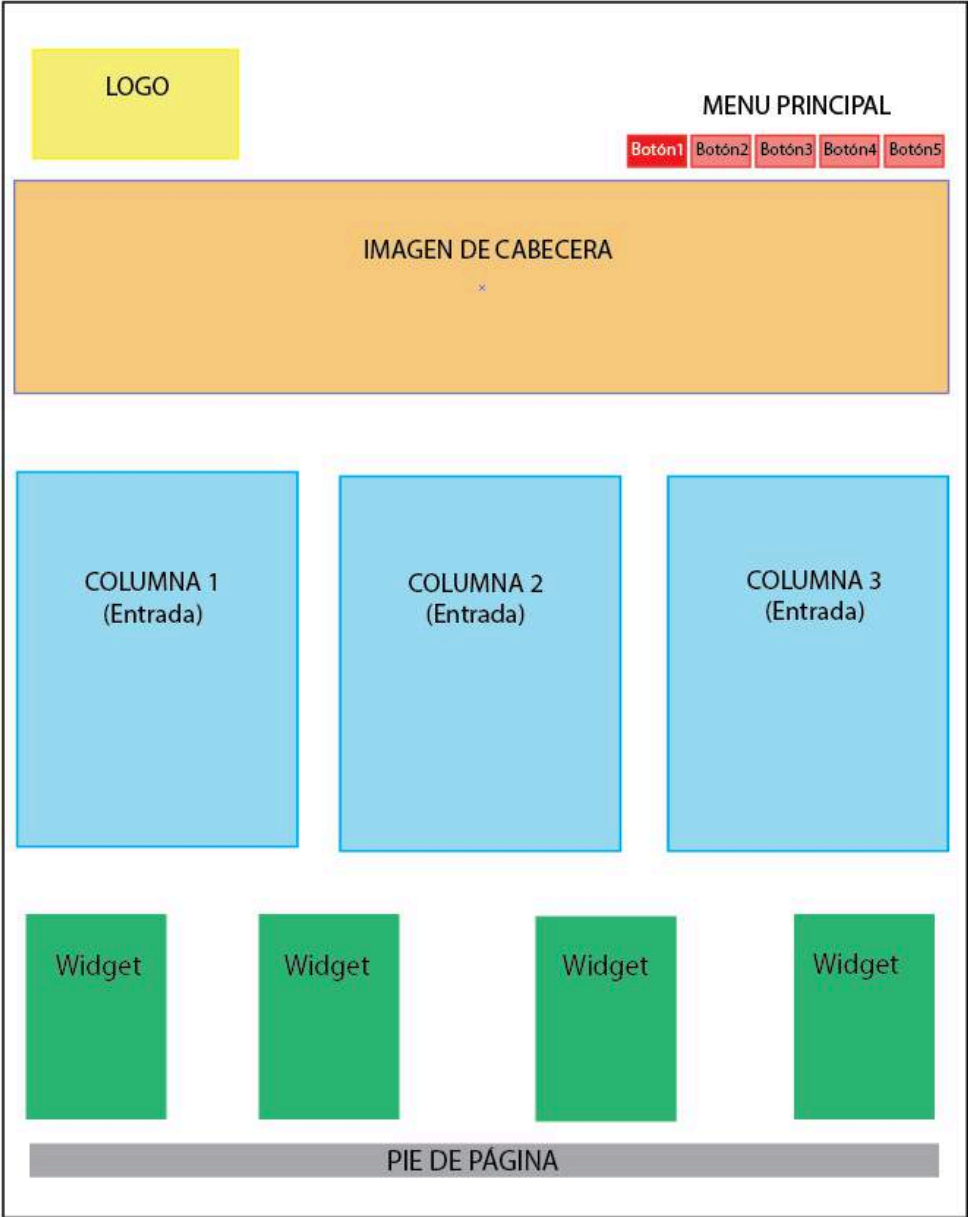 LOGO
MENU PRINCIPAL
Botón1 Botón2 Botón3 Botón4 Botón5
IMAGEN DE CABECERA
COLUMNA 1
(Entrada)
COLUMNA 2
(Entrada)
COLUMNA 3
(Entrada)
Widget
Widget
Widget
Widget
PIE DE PÁGINA